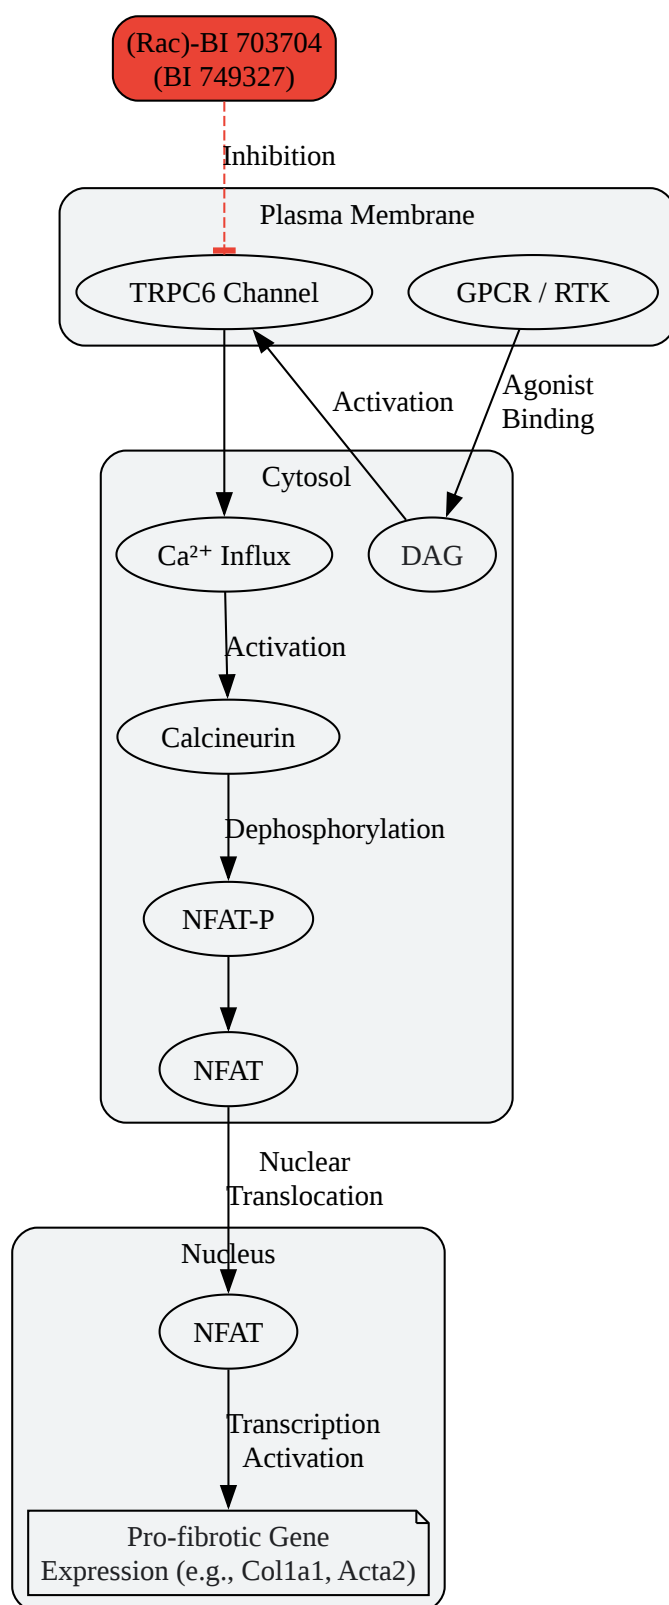 (Rac)-BI 703704
(BI 749327)
Inhibition
Plasma Membrane
TRPC6 Channel
GPCR / RTK
Activation
Agonist
Binding
Cytosol
Ca²⁺ Influx
DAG
Activation
Calcineurin
Dephosphorylation
NFAT-P
NFAT
Nuclear
Translocation
Nucleus
NFAT
Transcription
Activation
Pro-fibrotic Gene
Expression (e.g., Col1a1, Acta2)